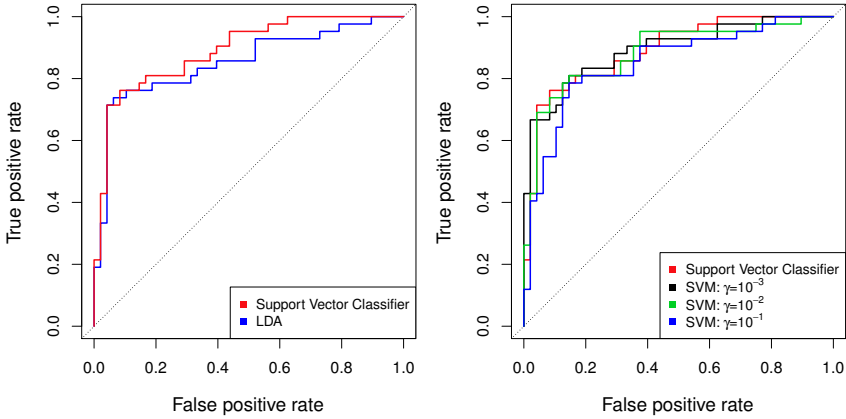 True positive rate
0.0 0.2 0.4 0.6 0.8 1.0
0.0 0.2 0.4 0.6 0.8 1.0
False positive rate
Support Vector Classifier
LDA
True positive rate
0.0 0.2 0.4 0.6 0.8 1.0
0.0 0.2 0.4 0.6 0.8 1.0
False positive rate
Support Vector Classifier
SVM: γ=10⁻³
SVM: γ=10⁻²
SVM: γ=10⁻¹